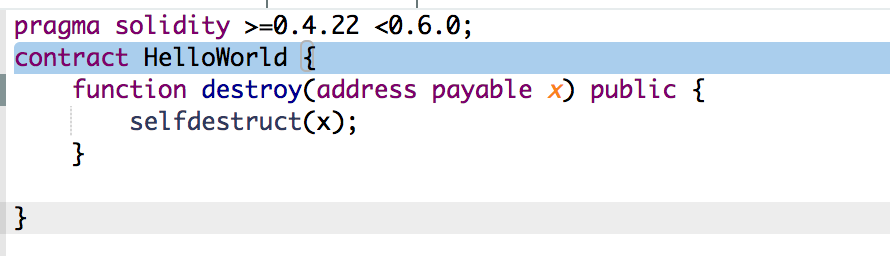 pragma solidity >=0.4.22 <0.6.0;
contract HelloWorld {
    function destroy(address payable x) public {
        selfdestruct(x);
    }
}